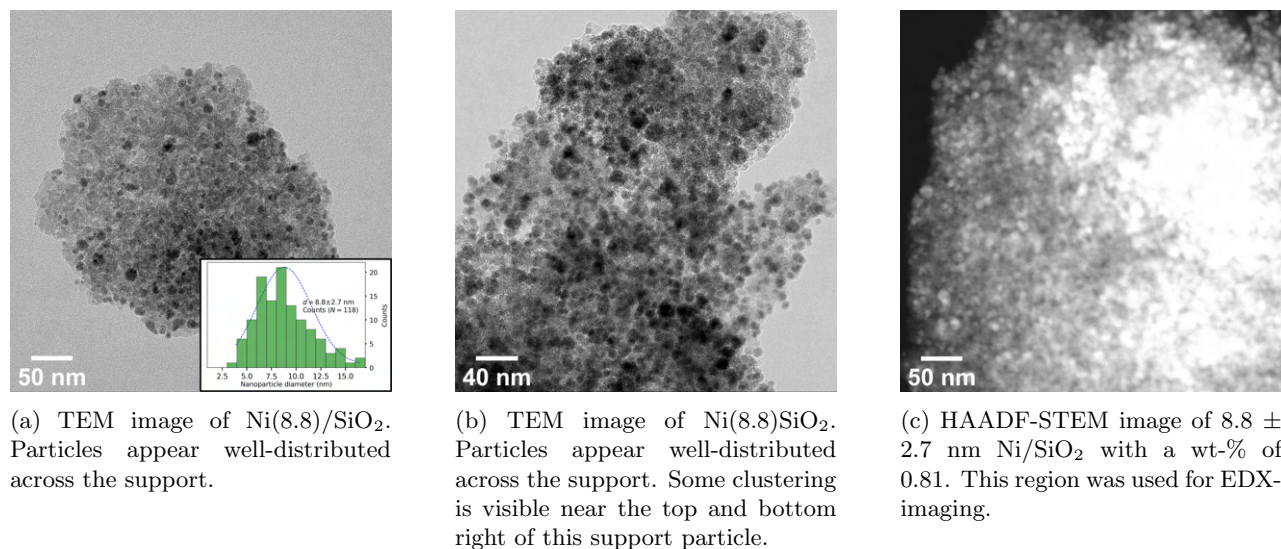 d = 8.8±2.7 nm
Counts (N = 118)
20
15
10
5
0
Counts
2.5 5.0 7.5 10.0 12.5 15.0
Nanoparticle diameter (nm)
50 nm
40 nm
50 nm
(a) TEM image of Ni(8.8)/SiO₂.
Particles appear well-distributed
across the support.
(b) TEM image of Ni(8.8)SiO₂.
Particles appear well-distributed
across the support. Some clustering
is visible near the top and bottom
right of this support particle.
(c) HAADF-STEM image of 8.8 ±
2.7 nm Ni/SiO₂ with a wt-% of
0.81. This region was used for EDX-
imaging.